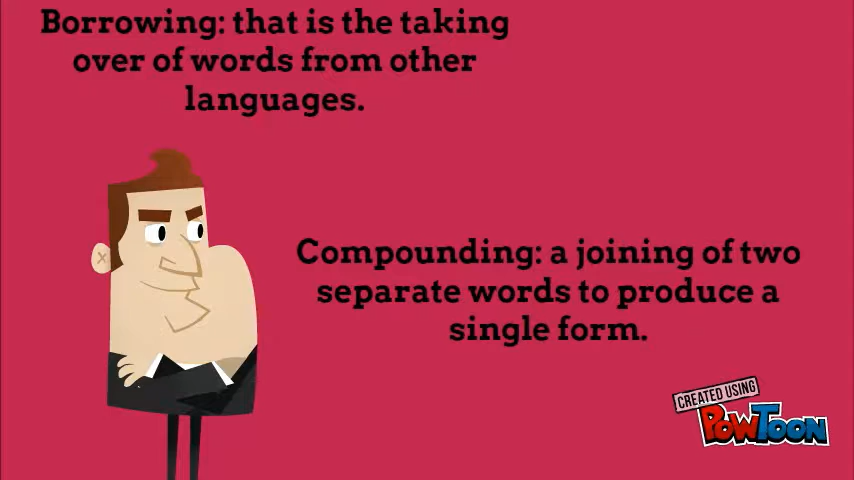 Borrowing: that is the taking
over of words from other
languages.
Compounding: a joining of two
separate words to produce a
single form.
CREATED USING
POWTOON